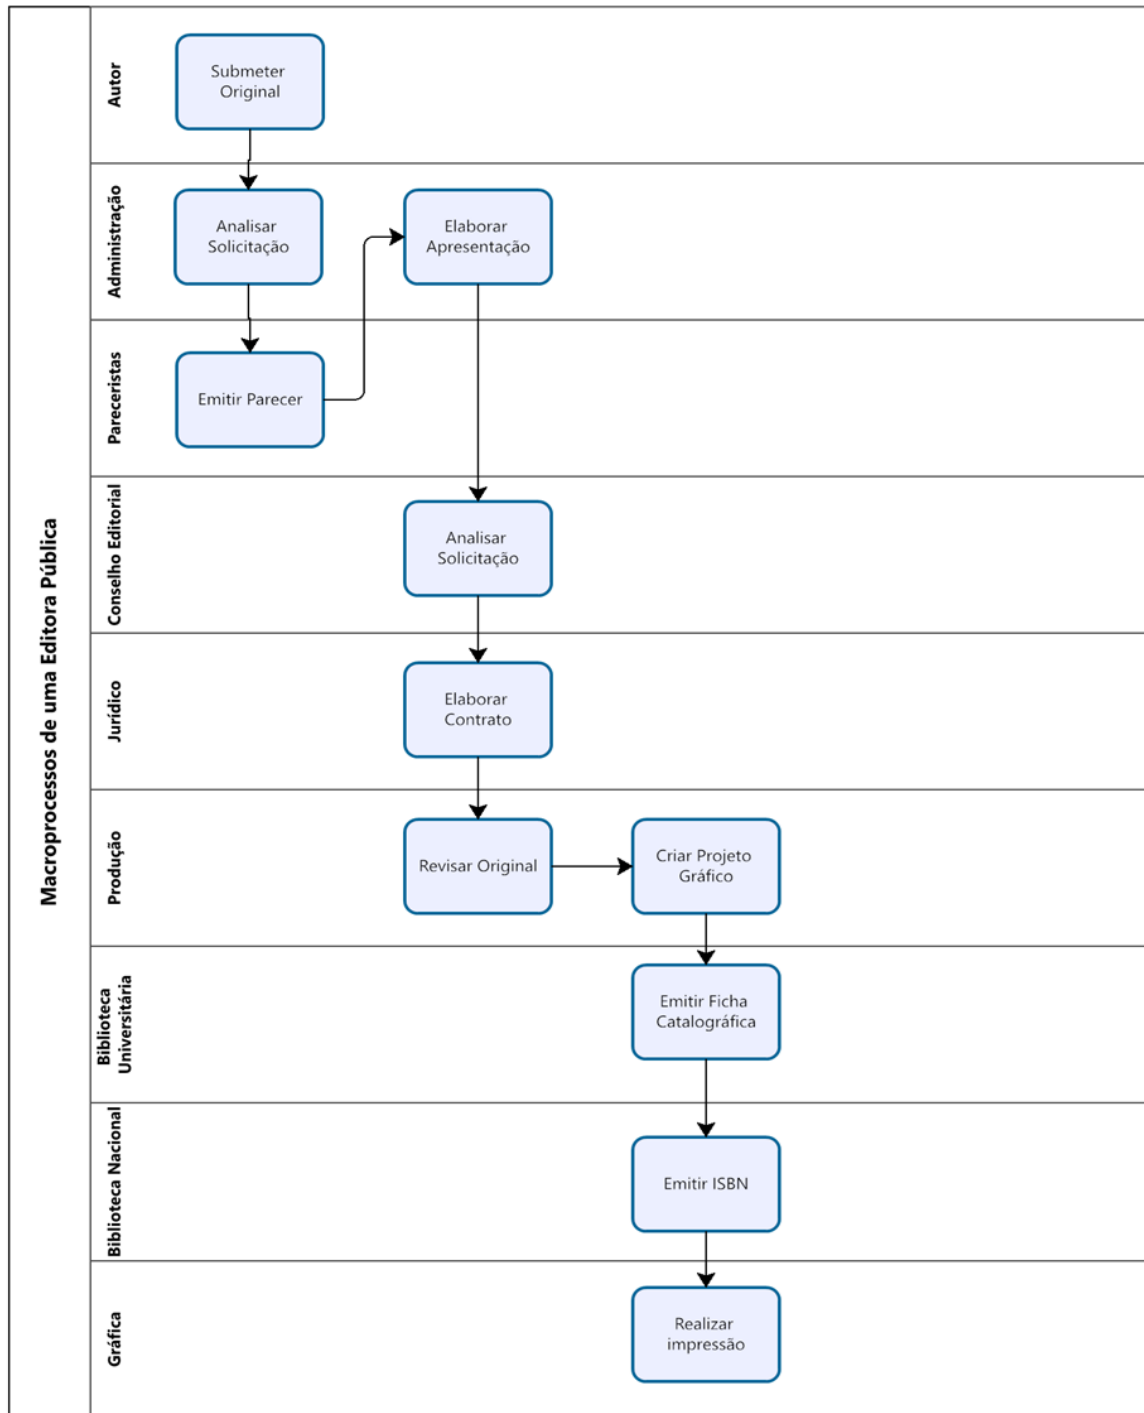 Macroprocessos de uma Editora Pública
Autor
Submeter
Original
Administração
Analisar
Solicitação
Elaborar
Apresentação
Pareceristas
Emitir Parecer
Conselho Editorial
Analisar
Solicitação
Jurídico
Elaborar
Contrato
Produção
Revisar Original
Criar Projeto
Gráfico
Biblioteca
Universitária
Emitir Ficha
Catalográfica
Biblioteca Nacional
Emitir ISBN
Gráfica
Realizar
impressão